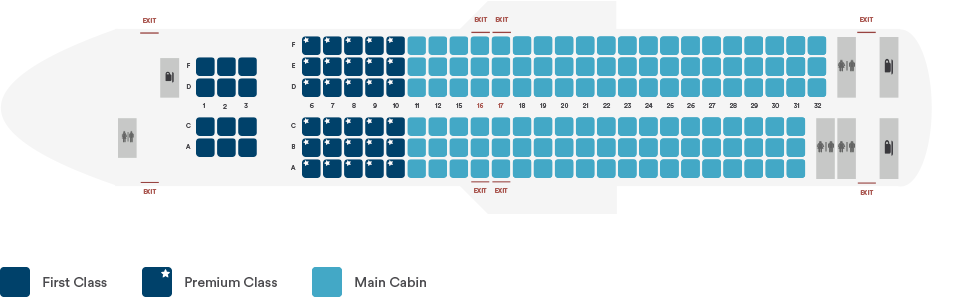 EXIT EXIT EXIT EXIT
F
F E
D D
1 2 3 6 7 8 9 10 11 12 15 16 17 18 19 20 21 22 23 24 25 26 27 28 29 30 31 32
C C
A B
A
EXIT EXIT EXIT EXIT
First Class Premium Class Main Cabin